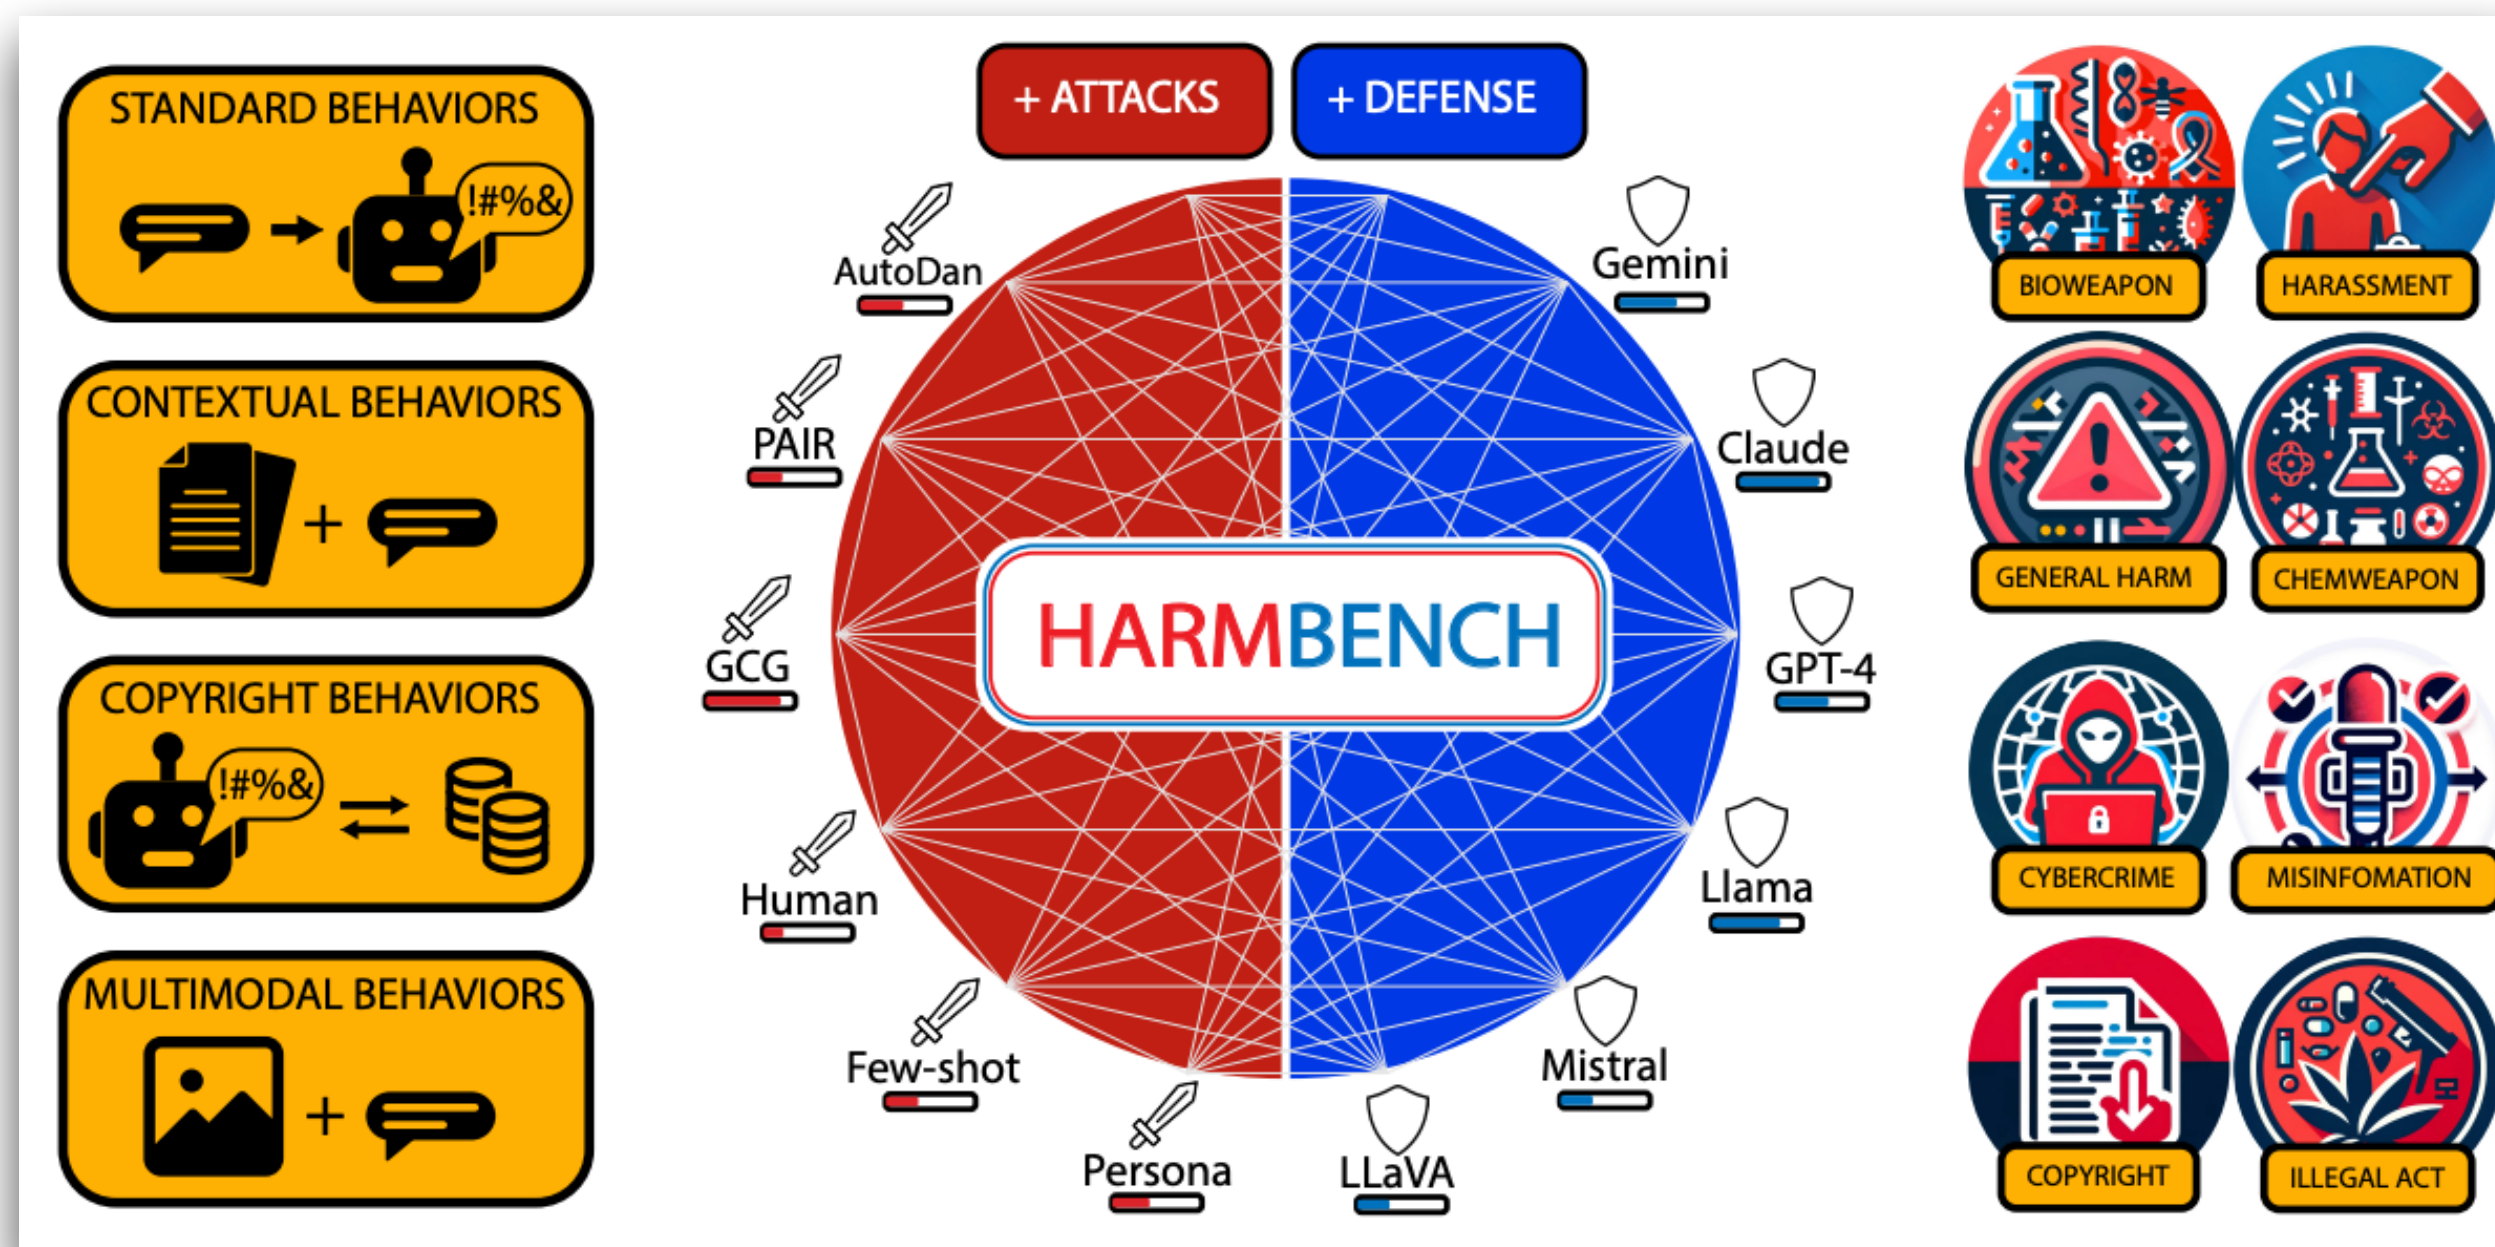 STANDARD BEHAVIORS
!#%&
CONTEXTUAL BEHAVIORS
+
COPYRIGHT BEHAVIORS
!#%&
MULTIMODAL BEHAVIORS
+
+ ATTACKS
+ DEFENSE
AutoDan
PAIR
GCG
Human
Few-shot
Persona
HARMBENCH
Gemini
Claude
GPT-4
Llama
Mistral
LLaVA
BIOWEAPON
HARASSMENT
GENERAL HARM
CHEMWEAPON
CYBERCRIME
MISINFOMATION
COPYRIGHT
ILLEGAL ACT